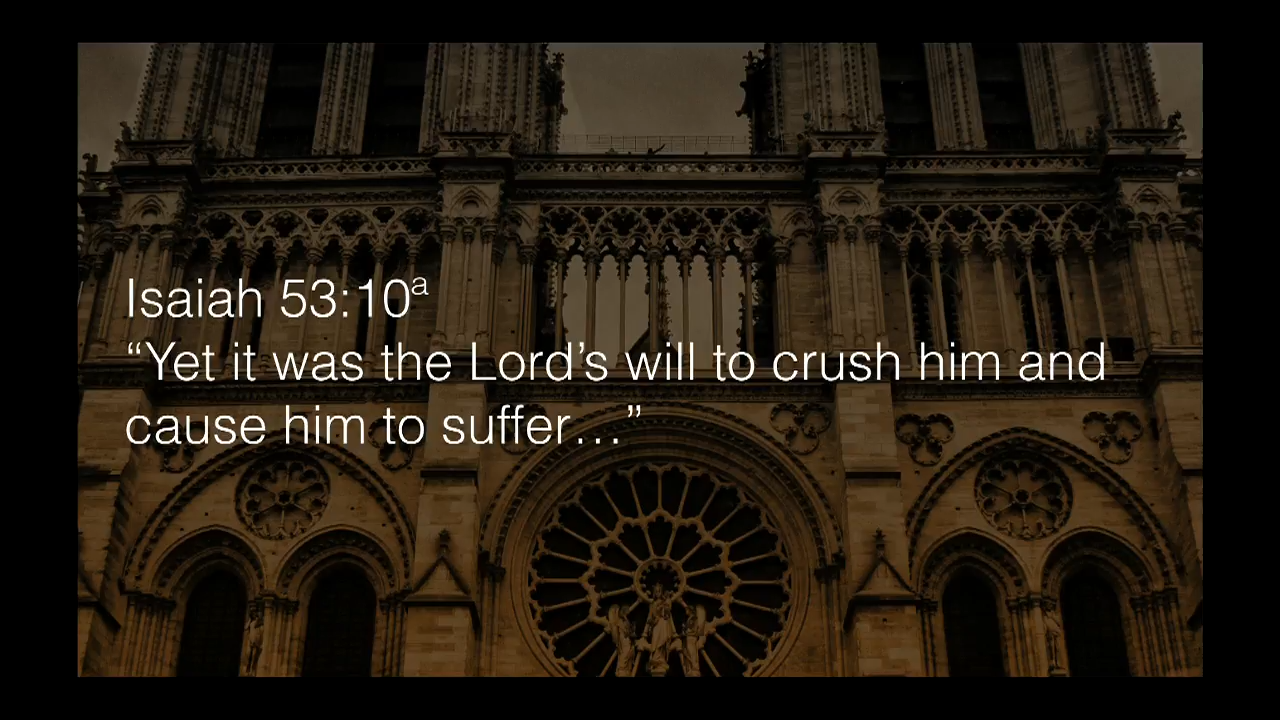 Isaiah 53:10ª
“Yet it was the Lord’s will to crush him and
cause him to suffer…”